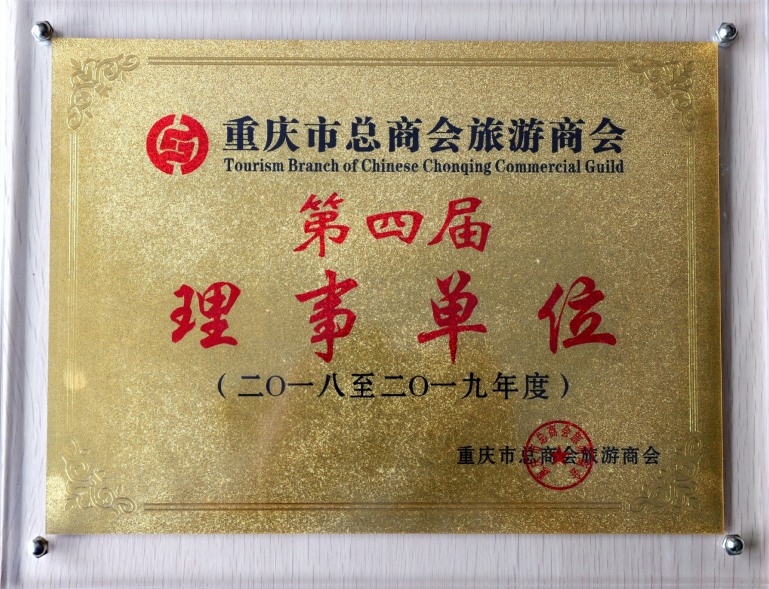 重庆市总商会旅游商会
Tourism Branch of Chinese Chonqing Commercial Guild
第四届
理事单位
（二〇一八至二〇一九年度）
重庆市总商会旅游商会